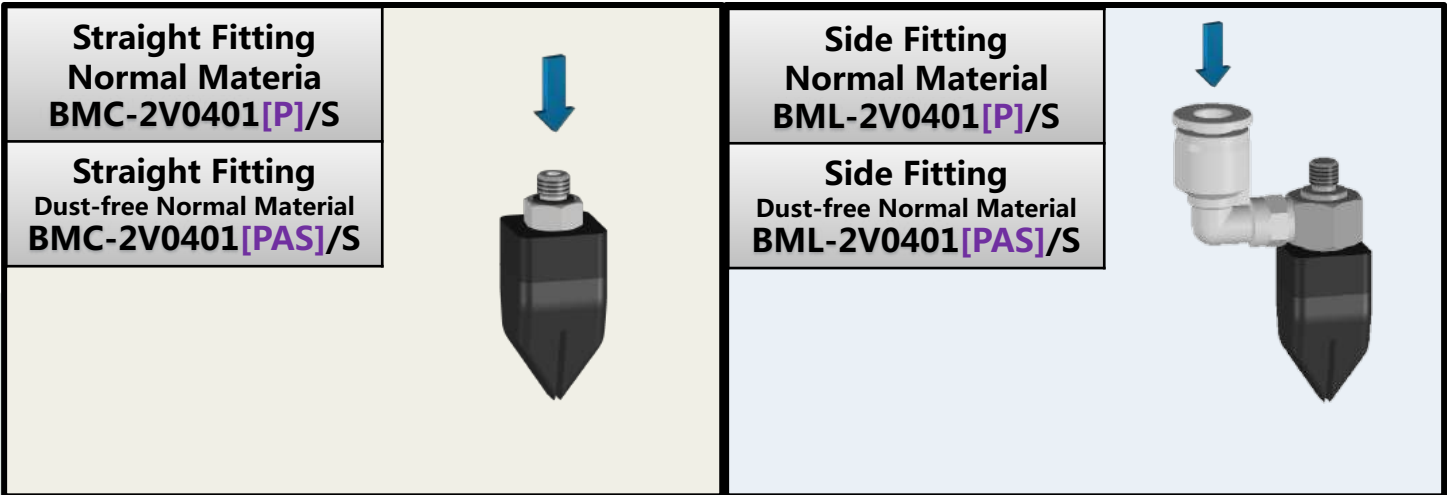 Straight Fitting
Normal Materia
BMC-2V0401[P]/S
Straight Fitting
Dust-free Normal Material
BMC-2V0401[PAS]/S
Side Fitting
Normal Material
BML-2V0401[P]/S
Side Fitting
Dust-free Normal Material
BML-2V0401[PAS]/S